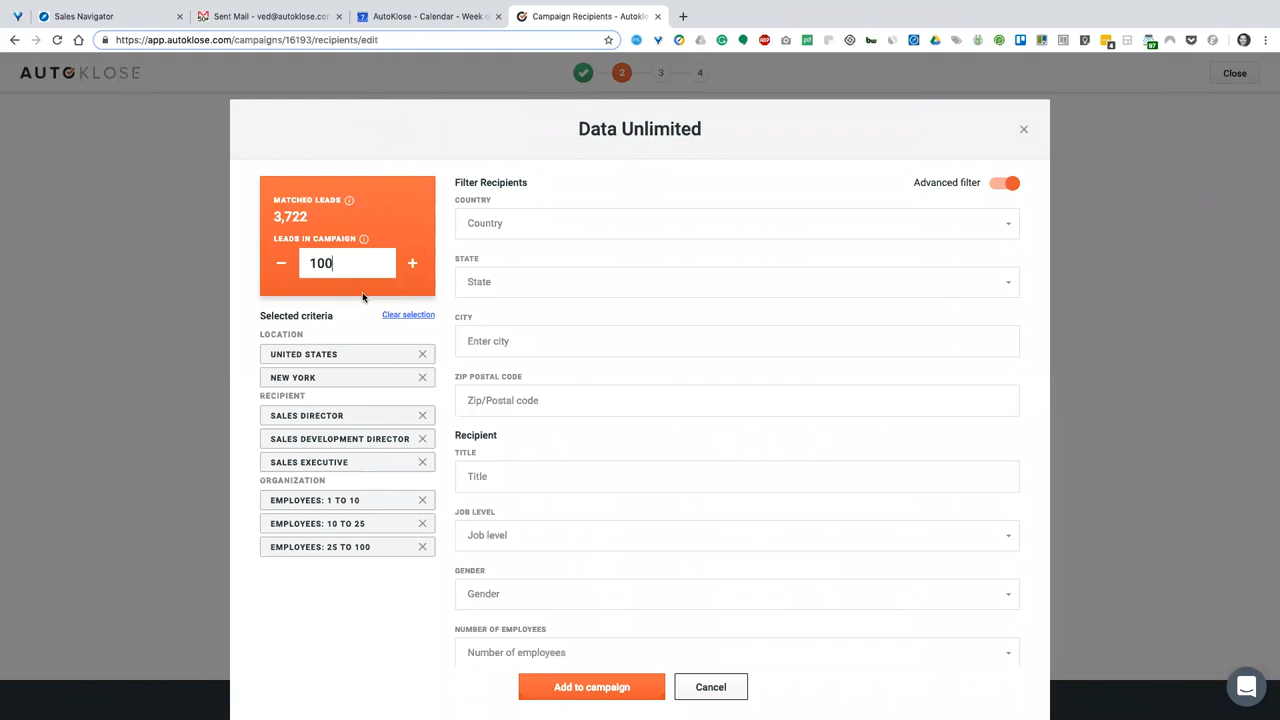 Sales Navigator
Sent Mail - ved@autoklose.co
AutoKlose - Calendar - Week o
Campaign Recipients - Autoklo
https://app.autoklose.com/campaigns/16193/recipients/edit
AUTOKLOSE
2 3 4
Close
Data Unlimited
MATCHED LEADS
3,722
LEADS IN CAMPAIGN
− 100 +
Selected criteria Clear selection
LOCATION
UNITED STATES
NEW YORK
RECIPIENT
SALES DIRECTOR
SALES DEVELOPMENT DIRECTOR
SALES EXECUTIVE
ORGANIZATION
EMPLOYEES: 1 TO 10
EMPLOYEES: 10 TO 25
EMPLOYEES: 25 TO 100
Filter Recipients Advanced filter
COUNTRY
Country
STATE
State
CITY
Enter city
ZIP POSTAL CODE
Zip/Postal code
Recipient
TITLE
Title
JOB LEVEL
Job level
GENDER
Gender
NUMBER OF EMPLOYEES
Number of employees
Add to campaign
Cancel